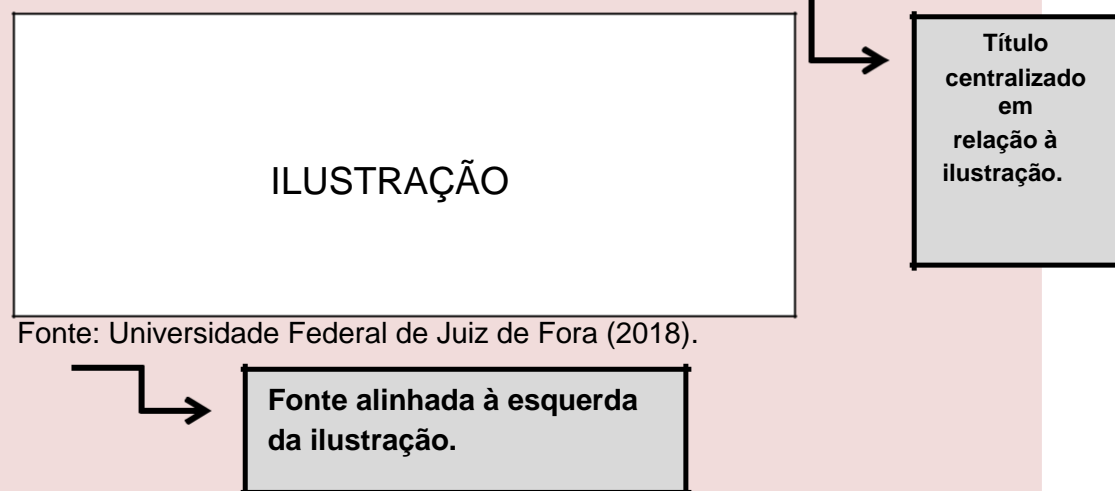 Título
centralizado
em
relação à
ilustração.
ILUSTRAÇÃO
Fonte: Universidade Federal de Juiz de Fora (2018).
Fonte alinhada à esquerda
da ilustração.